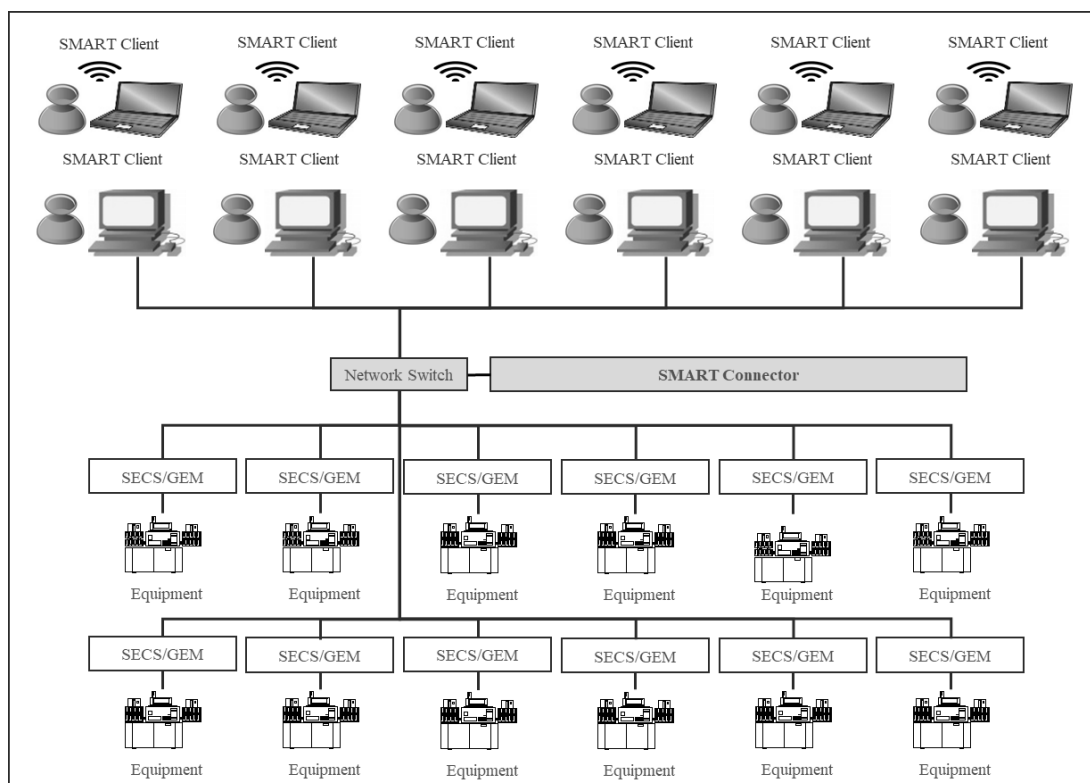 SMART Client SMART Client SMART Client SMART Client SMART Client SMART Client
SMART Client SMART Client SMART Client SMART Client SMART Client SMART Client
Network Switch SMART Connector
SECS/GEM SECS/GEM SECS/GEM SECS/GEM SECS/GEM SECS/GEM
Equipment Equipment Equipment Equipment Equipment Equipment
SECS/GEM SECS/GEM SECS/GEM SECS/GEM SECS/GEM SECS/GEM
Equipment Equipment Equipment Equipment Equipment Equipment